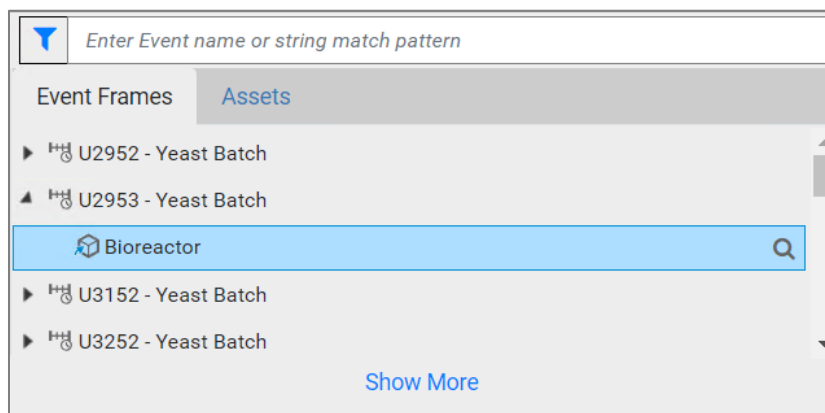 Enter Event name or string match pattern
Event Frames Assets
U2952 - Yeast Batch
U2953 - Yeast Batch
Bioreactor
U3152 - Yeast Batch
U3252 - Yeast Batch
Show More